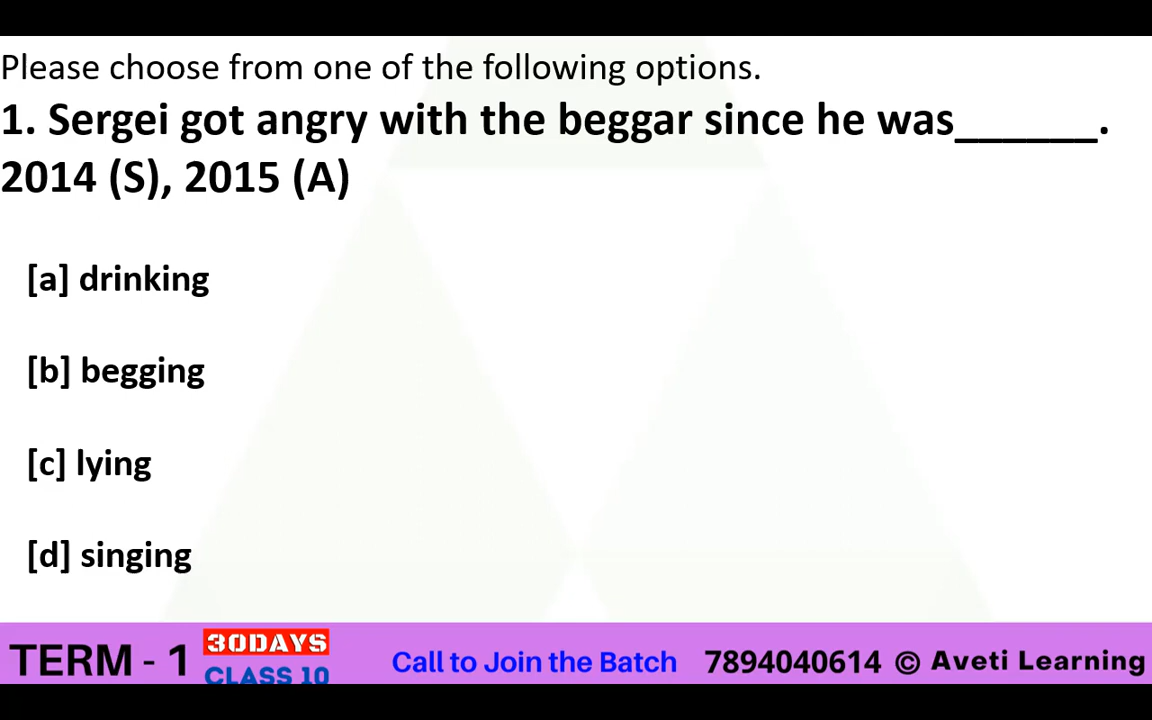 Please choose from one of the following options.
1. Sergei got angry with the beggar since he was______.
2014 (S), 2015 (A)
[a] drinking
[b] begging
[c] lying
[d] singing
TERM - 1 30DAYS CLASS 10 Call to Join the Batch 7894040614 © Aveti Learning